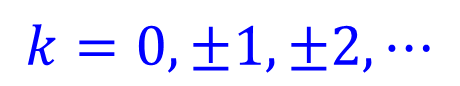 k = 0, ±1, ±2, ⋯